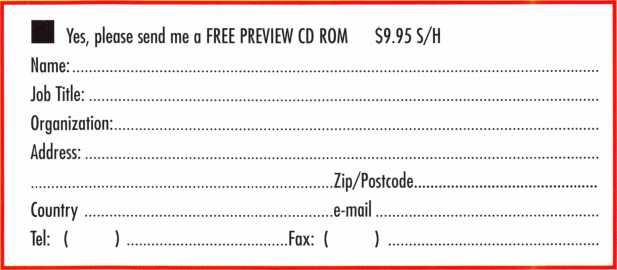 Yes, please send me a FREE PREVIEW CD ROM $9.95 S/H
Name:
Job Title:
Organization:
Address:
Zip/Postcode
Country e-mail
Tel: ( ) Fax: ( )